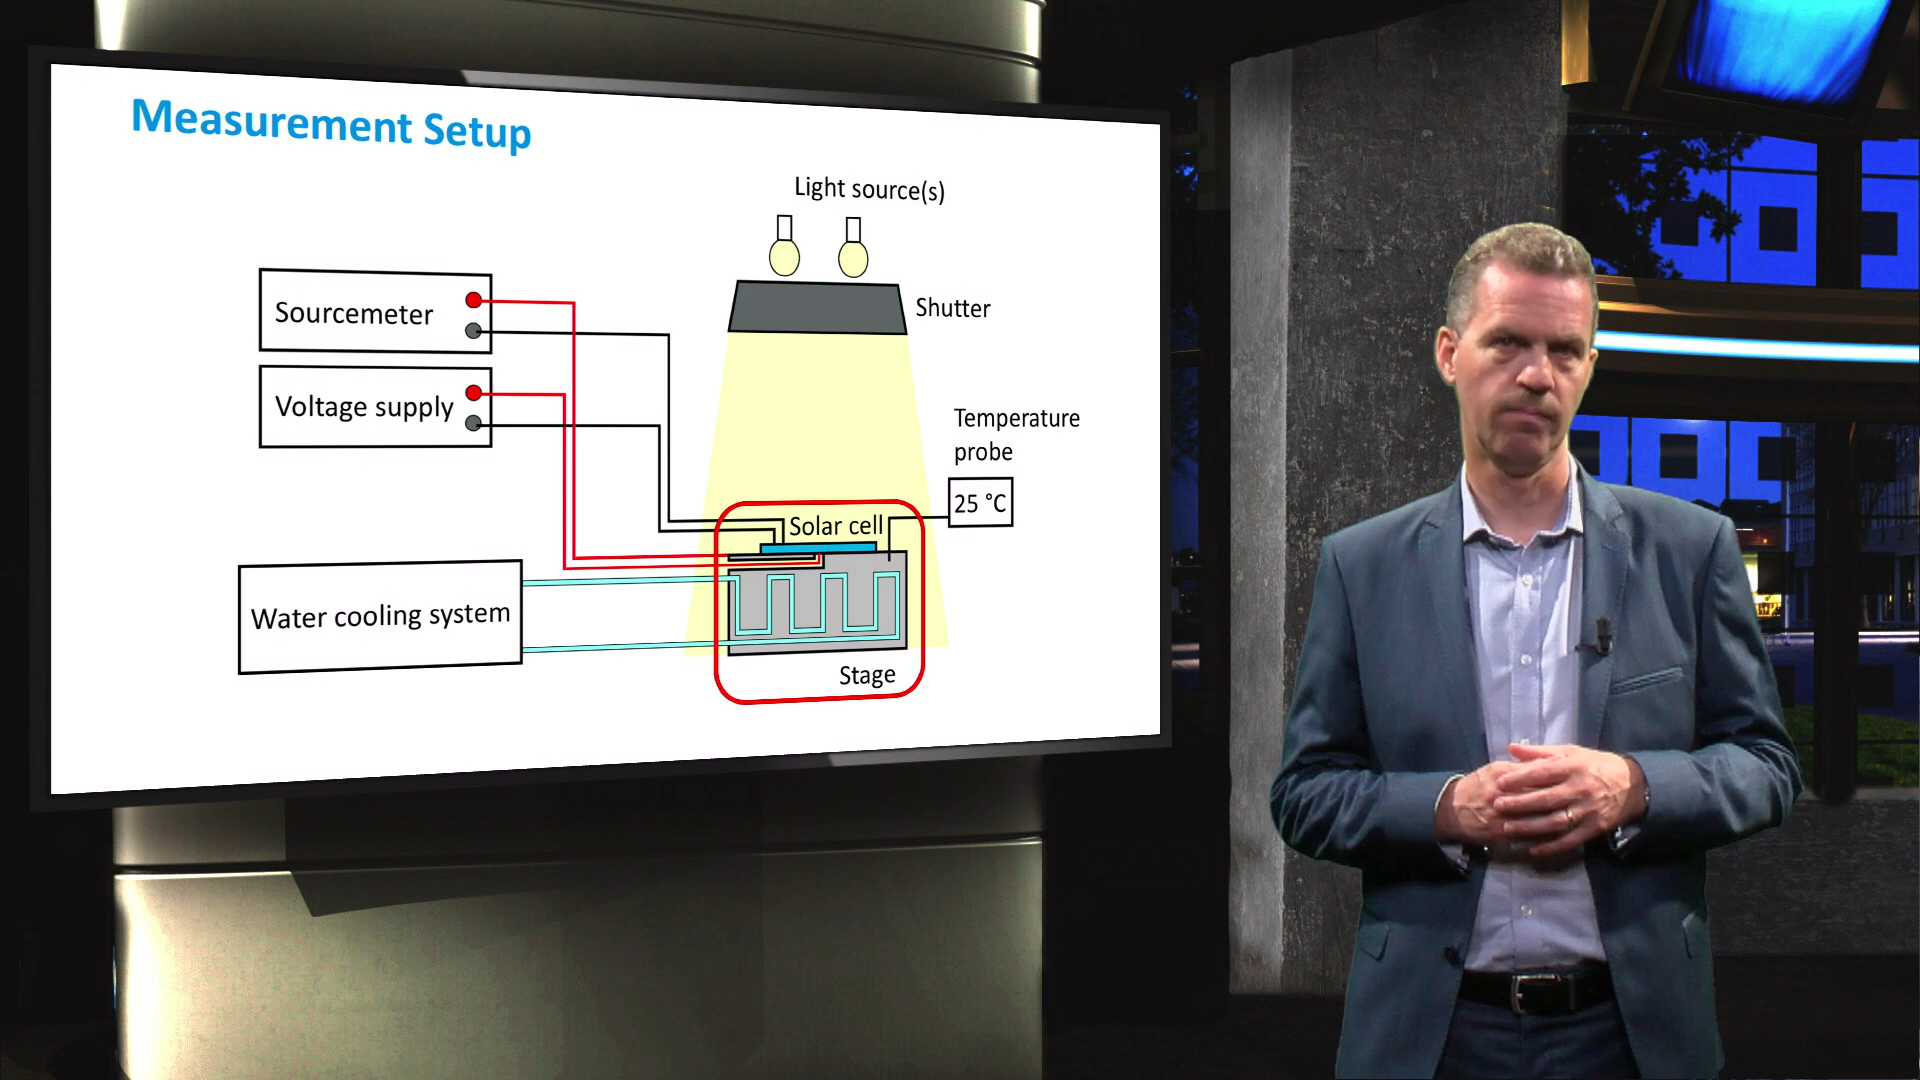 Measurement Setup
Light source(s)
Shutter
Sourcemeter
Voltage supply
Temperature
probe
25 °C
Solar cell
Water cooling system
Stage